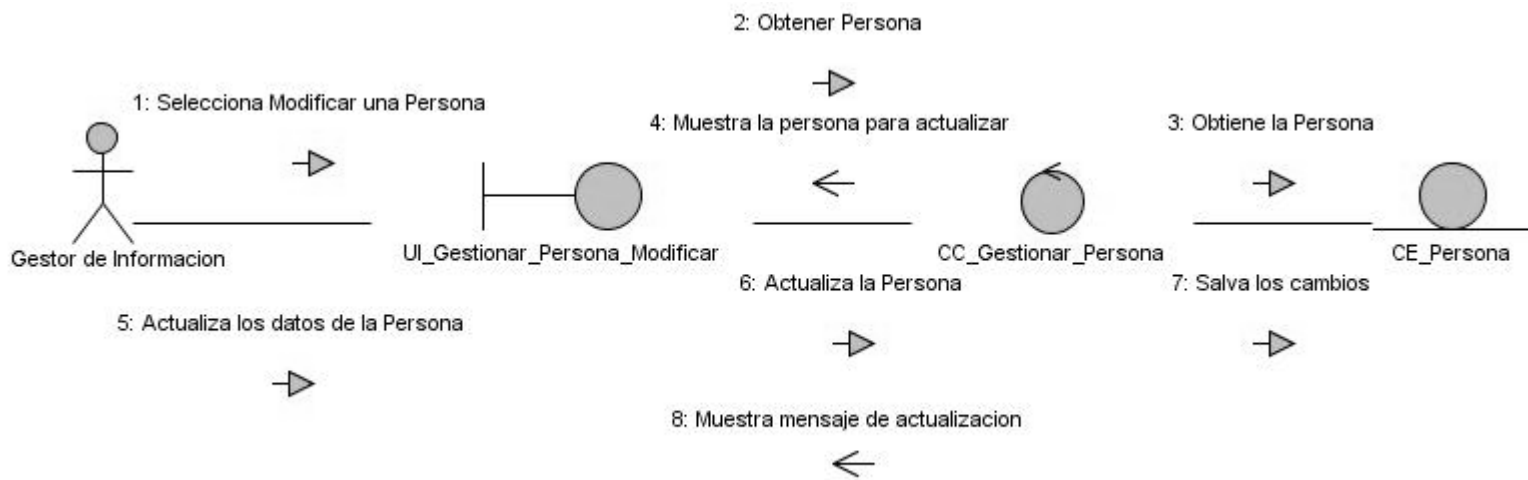 2: Obtener Persona
1: Selecciona Modificar una Persona
4: Muestra la persona para actualizar
3: Obtiene la Persona
Gestor de Informacion
UI_Gestionar_Persona_Modificar
CC_Gestionar_Persona
CE_Persona
6: Actualiza la Persona
7: Salva los cambios
5: Actualiza los datos de la Persona
8: Muestra mensaje de actualizacion